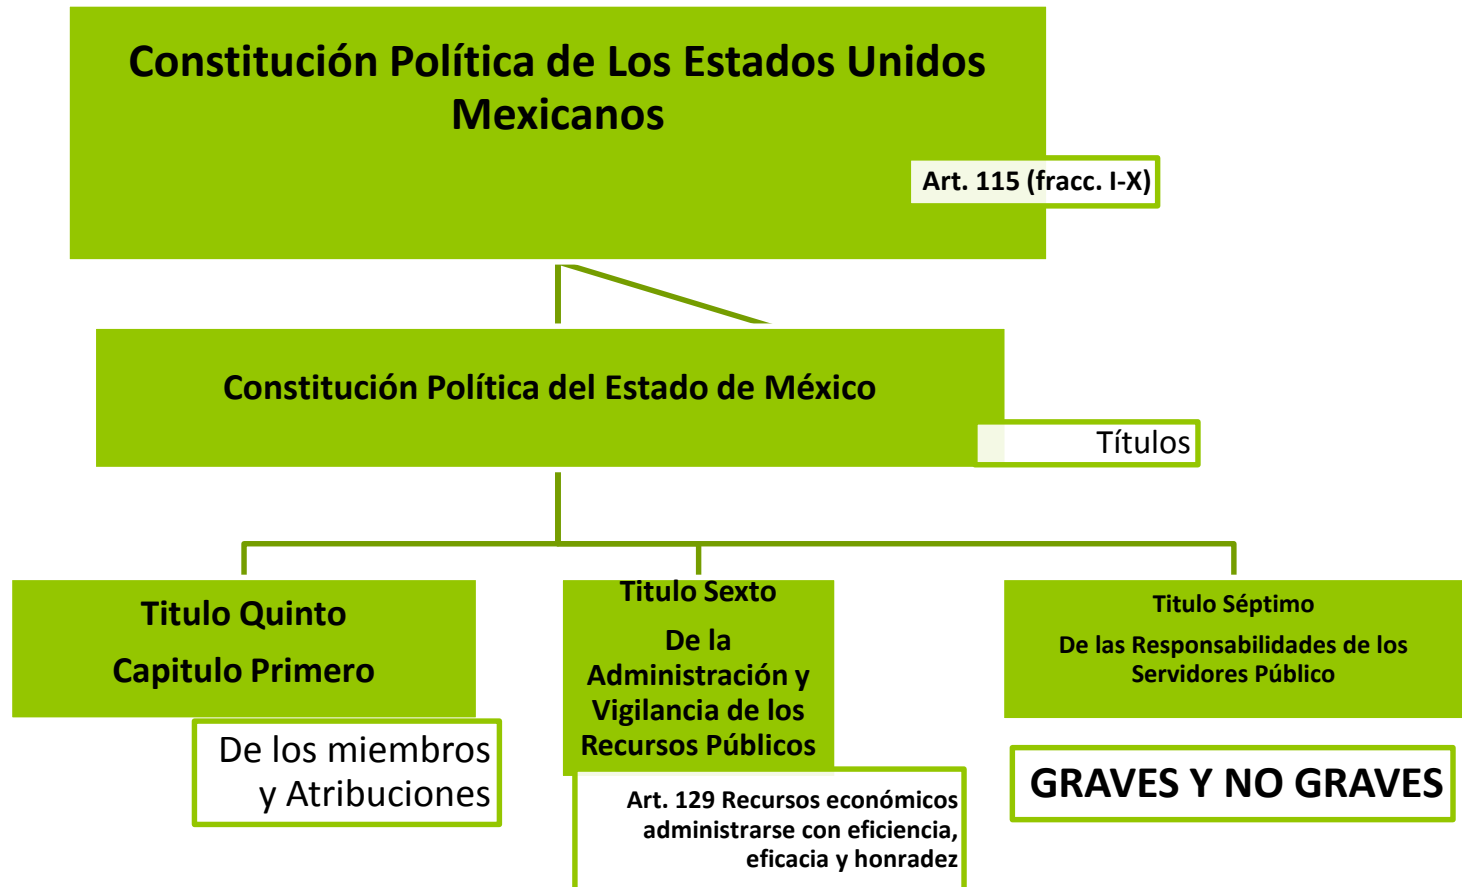 Constitución Política de Los Estados Unidos
Mexicanos
Art. 115 (fracc. I-X)
Constitución Política del Estado de México
Títulos
Titulo Quinto
Capitulo Primero
De los miembros
y Atribuciones
Titulo Sexto
De la
Administración y
Vigilancia de los
Recursos Públicos
Art. 129 Recursos económicos
administrarse con eficiencia,
eficacia y honradez
Titulo Séptimo
De las Responsabilidades de los
Servidores Público
GRAVES Y NO GRAVES